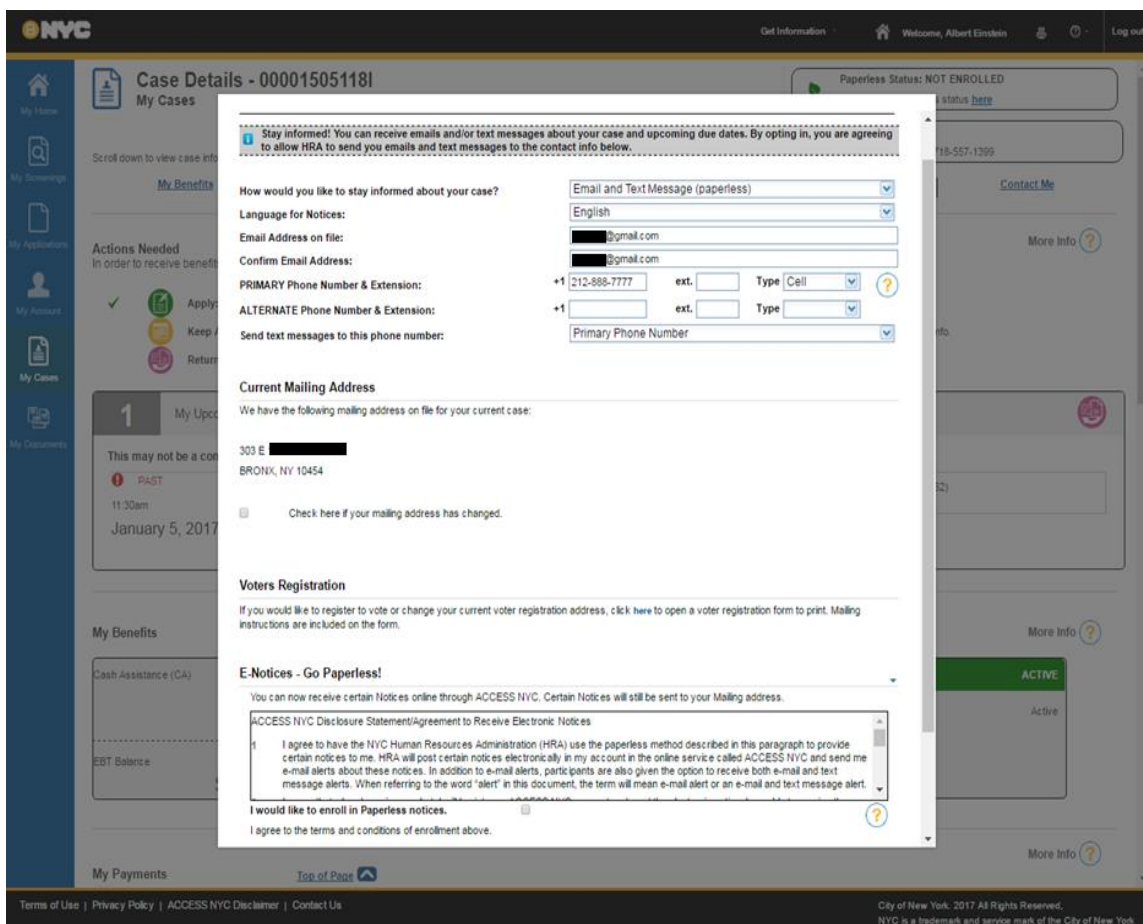 NYC
Get Information
Welcome, Albert Einstein
Log out
My Home
My Screenings
My Applications
My Account
My Cases
My Documents
Case Details - 00001505118I
My Cases
Paperless Status: NOT ENROLLED
status here
718-557-1399
Scroll down to view case info
My Benefits
Contact Me
Actions Needed
In order to receive benefit
More Info
Apply:
Keep A
Return
nfo.
1
My Upco
This may not be a con
PAST
11:30am
January 5, 2017
S2)
My Benefits
More Info
Cash Assistance (CA)
ACTIVE
Active
EBT Balance
$
My Payments
Top of Page
More Info
Stay informed! You can receive emails and/or text messages about your case and upcoming due dates. By opting in, you are agreeing
to allow HRA to send you emails and text messages to the contact info below.
How would you like to stay informed about your case?
Email and Text Message (paperless)
Language for Notices:
English
Email Address on file:
@gmail.com
Confirm Email Address:
@gmail.com
PRIMARY Phone Number & Extension:
+1 212-888-7777 ext. Type Cell
ALTERNATE Phone Number & Extension:
+1 ext. Type
Send text messages to this phone number:
Primary Phone Number
Current Mailing Address
We have the following mailing address on file for your current case:
303 E
BRONX, NY 10454
Check here if your mailing address has changed.
Voters Registration
If you would like to register to vote or change your current voter registration address, click here to open a voter registration form to print. Mailing
instructions are included on the form.
E-Notices - Go Paperless!
You can now receive certain Notices online through ACCESS NYC. Certain Notices will still be sent to your Mailing address.
ACCESS NYC Disclosure Statement/Agreement to Receive Electronic Notices
1 I agree to have the NYC Human Resources Administration (HRA) use the paperless method described in this paragraph to provide
certain notices to me. HRA will post certain notices electronically in my account in the online service called ACCESS NYC and send me
e-mail alerts about these notices. In addition to e-mail alerts, participants are also given the option to receive both e-mail and text
message alerts. When referring to the word "alert" in this document, the term will mean e-mail alert or an e-mail and text message alert.
I would like to enroll in Paperless notices.
I agree to the terms and conditions of enrollment above.
Terms of Use | Privacy Policy | ACCESS NYC Disclaimer | Contact Us
City of New York. 2017 All Rights Reserved,
NYC is a trademark and service mark of the City of New York